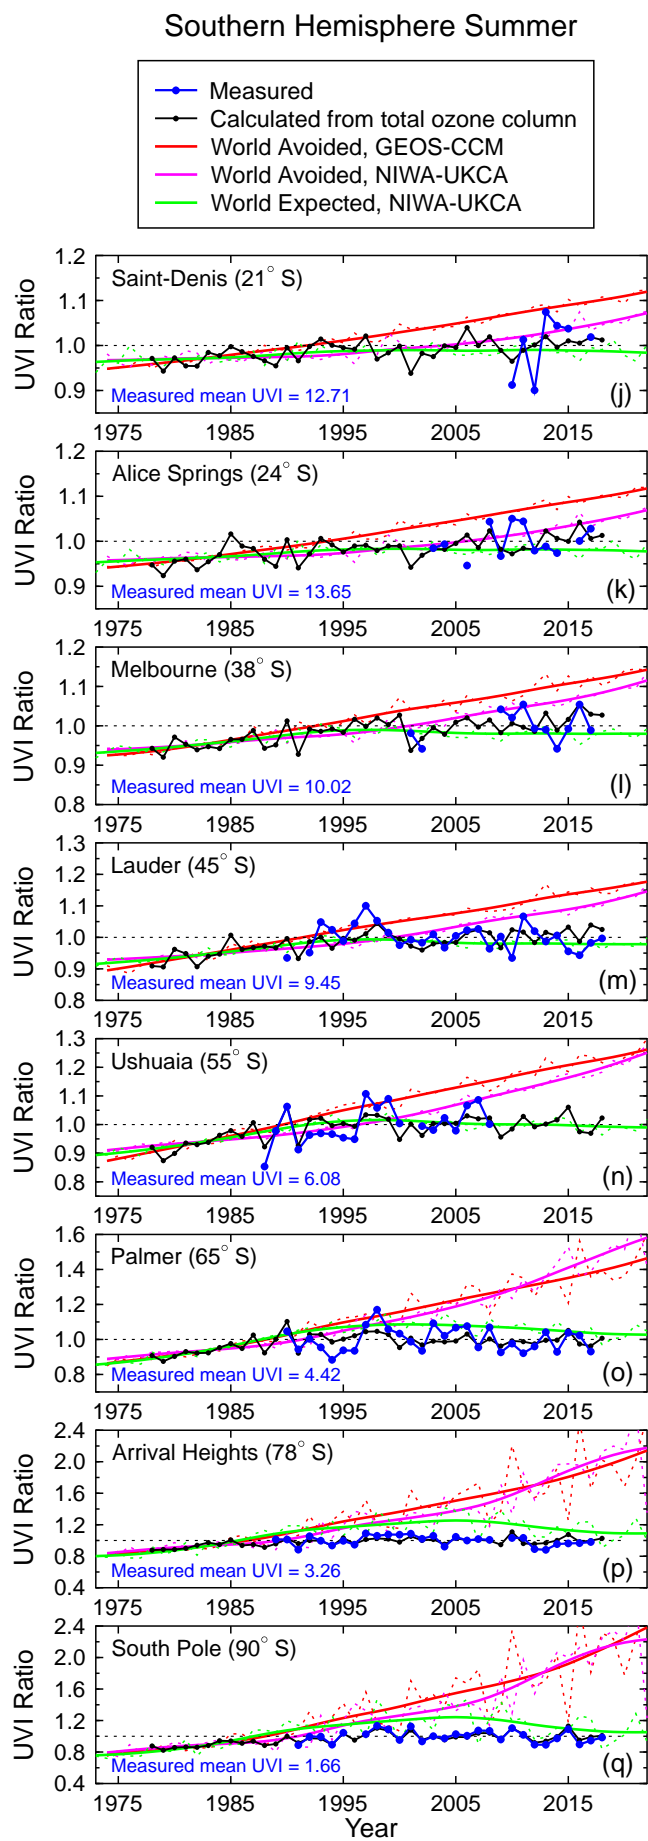 Southern Hemisphere Summer
Measured
Calculated from total ozone column
World Avoided, GEOS-CCM
World Avoided, NIWA-UKCA
World Expected, NIWA-UKCA
1.2
1.1
1.0
0.9
UVI Ratio
Saint-Denis (21° S)
Measured mean UVI = 12.71
(j)
1975 1985 1995 2005 2015
1.2
1.1
1.0
0.9
UVI Ratio
Alice Springs (24° S)
Measured mean UVI = 13.65
(k)
1975 1985 1995 2005 2015
1.2
1.1
1.0
0.9
0.8
UVI Ratio
Melbourne (38° S)
Measured mean UVI = 10.02
(l)
1975 1985 1995 2005 2015
1.3
1.2
1.1
1.0
0.9
0.8
UVI Ratio
Lauder (45° S)
Measured mean UVI = 9.45
(m)
1975 1985 1995 2005 2015
1.3
1.2
1.1
1.0
0.9
0.8
UVI Ratio
Ushuaia (55° S)
Measured mean UVI = 6.08
(n)
1975 1985 1995 2005 2015
1.6
1.4
1.2
1.0
0.8
UVI Ratio
Palmer (65° S)
Measured mean UVI = 4.42
(o)
1975 1985 1995 2005 2015
2.4
2.0
1.6
1.2
0.8
0.4
UVI Ratio
Arrival Heights (78° S)
Measured mean UVI = 3.26
(p)
1975 1985 1995 2005 2015
2.4
2.0
1.6
1.2
0.8
0.4
UVI Ratio
South Pole (90° S)
Measured mean UVI = 1.66
(q)
1975 1985 1995 2005 2015
Year